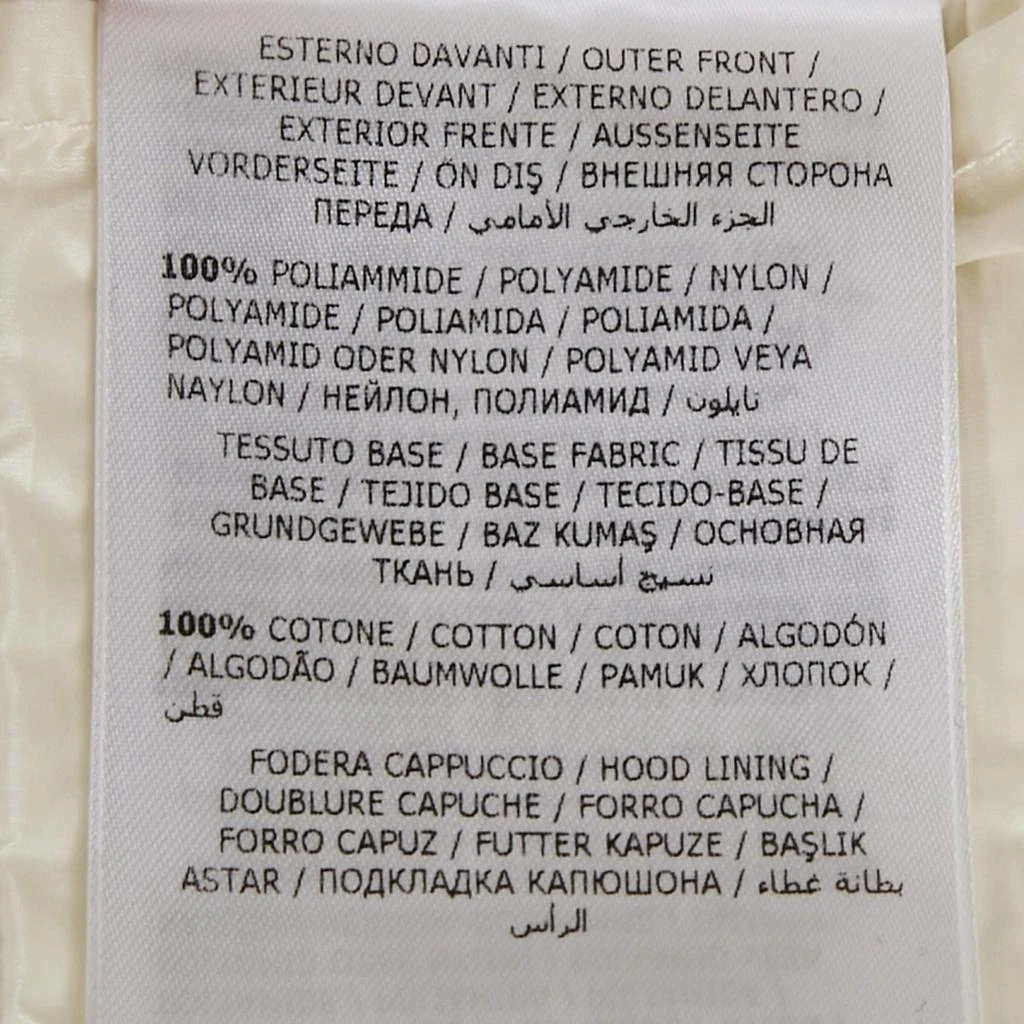 ESTERNO DAVANTI / OUTER FRONT /
EXTERIEUR DEVANT / EXTERNO DELANTERO /
EXTERIOR FRENTE / AUSSENSEITE
VORDERSEITE / ÖN DIŞ / ВНЕШНЯЯ СТОРОНА
ПЕРЕДА / الجزء الخارجي الأمامي
100% POLIAMMIDE / POLYAMIDE / NYLON /
POLYAMIDE / POLIAMIDA / POLIAMIDA /
POLYAMID ODER NYLON / POLYAMID VEYA
NAYLON / НЕЙЛОН, ПОЛИАМИД / نايلون
TESSUTO BASE / BASE FABRIC / TISSU DE
BASE / TEJIDO BASE / TECIDO-BASE /
GRUNDGEWEBE / BAZ KUMAŞ / ОСНОВНАЯ
ТКАНЬ / نسيج أساسي
100% COTONE / COTTON / COTON / ALGODÓN
/ ALGODÃO / BAUMWOLLE / PAMUK / ХЛОПОК /
قطن
FODERA CAPPUCCIO / HOOD LINING /
DOUBLURE CAPUCHE / FORRO CAPUCHA /
FORRO CAPUZ / FUTTER KAPUZE / BAŞLIK
ASTAR / ПОДКЛАДКА КАПЮШОНА / بطانة غطاء
الرأس